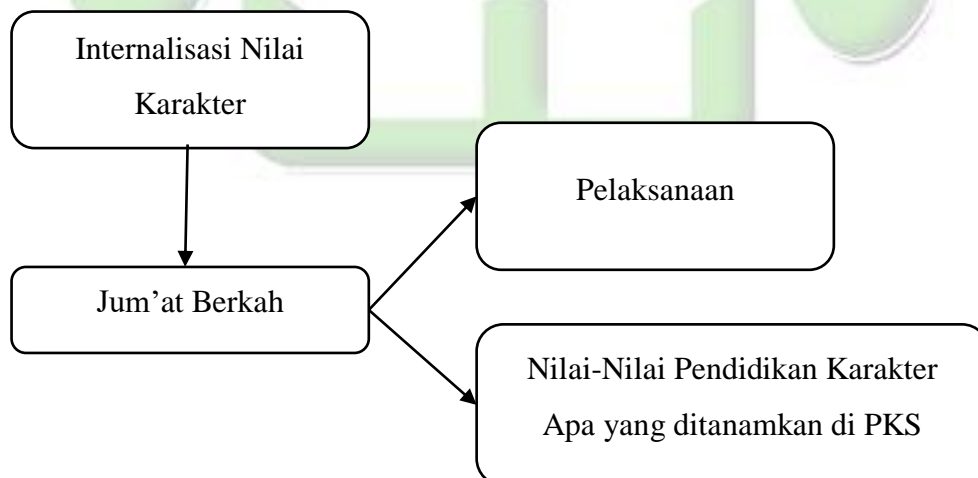 Internalisasi Nilai
Karakter
Pelaksanaan
Jum’at Berkah
Nilai-Nilai Pendidikan Karakter
Apa yang ditanamkan di PKS